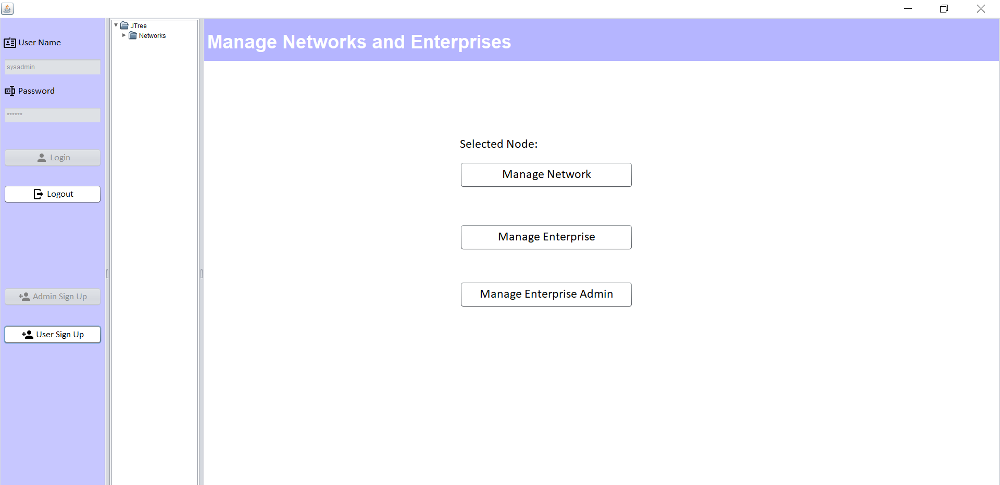 User Name
sysadmin
Password
******
Login
Logout
Admin Sign Up
User Sign Up
JTree
Networks
Manage Networks and Enterprises
Selected Node:
Manage Network
Manage Enterprise
Manage Enterprise Admin